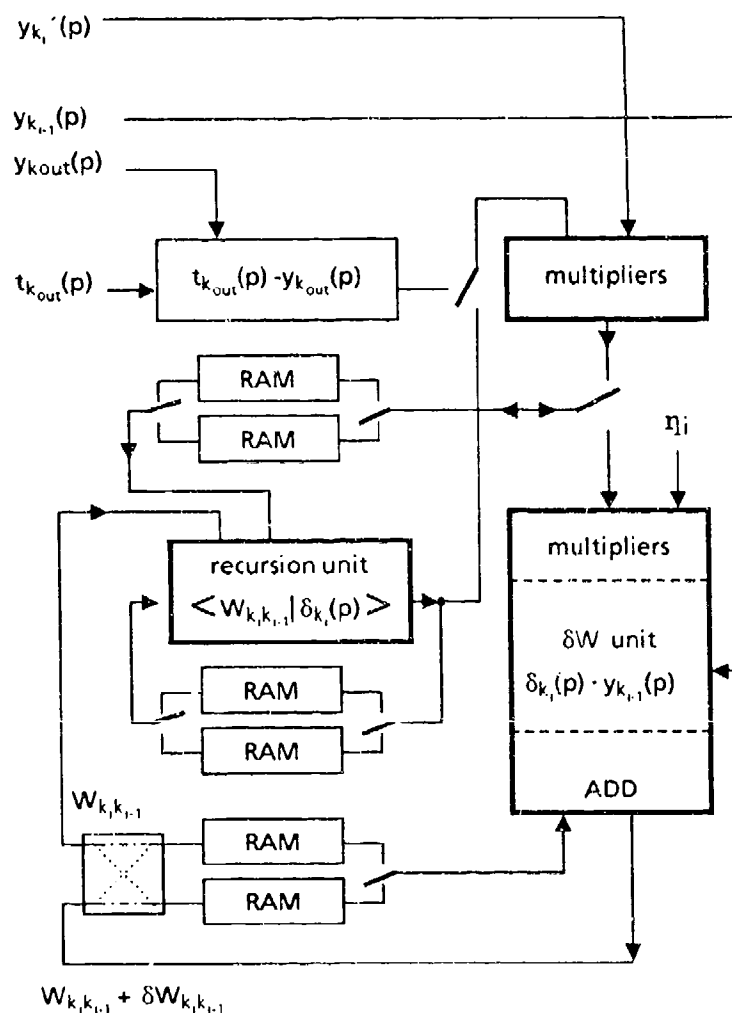 y_{k_i}'(p)
y_{k_{i-1}}(p)
y_{kout}(p)
t_{k_{out}}(p)
t_{k_{out}}(p) - y_{k_{out}}(p)
multipliers
RAM
RAM
η_i
recursion unit
< W_{k_i k_{i-1}} | δ_{k_i}(p) >
multipliers
δW unit
δ_{k_i}(p) · y_{k_{i-1}}(p)
ADD
RAM
RAM
W_{k_i k_{i-1}}
RAM
RAM
W_{k_i k_{i-1}} + δW_{k_i k_{i-1}}